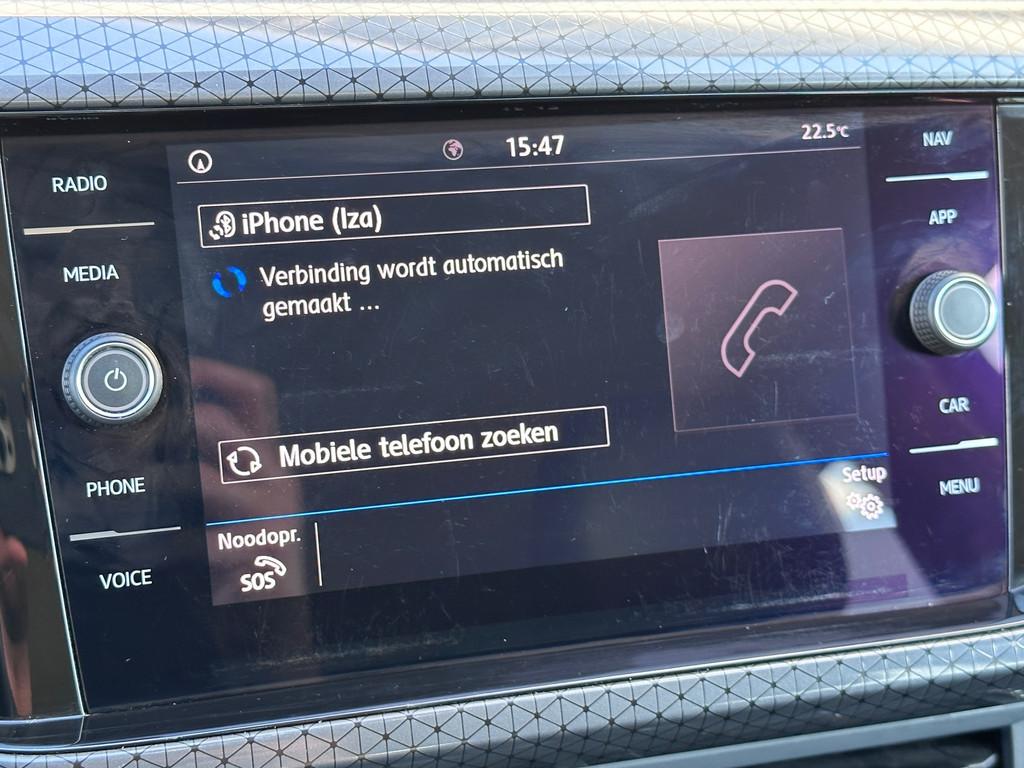 15:47
22.5°C
RADIO
MEDIA
PHONE
VOICE
iPhone (Iza)
Verbinding wordt automatisch
gemaakt ...
Mobiele telefoon zoeken
Noodopr.
SOS
Setup
NAV
APP
CAR
MENU